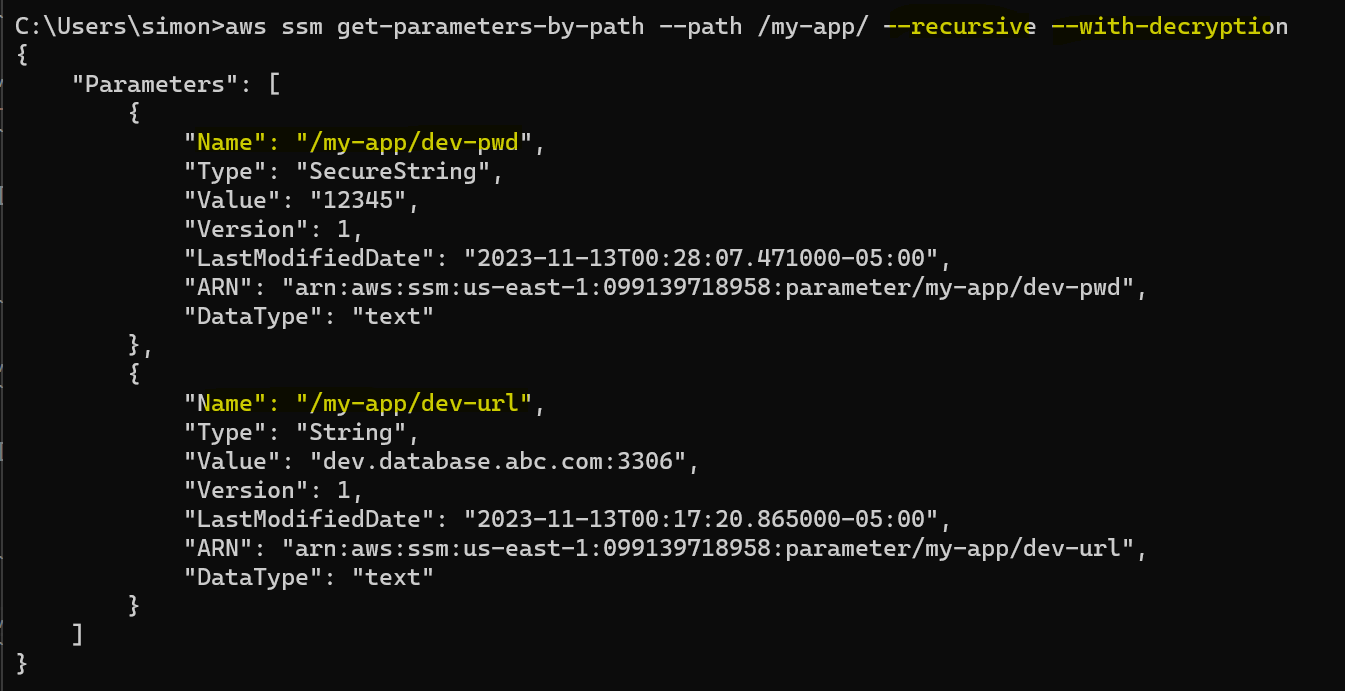 C:\Users\simon>aws ssm get-parameters-by-path --path /my-app/ --recursive --with-decryption
{
    "Parameters": [
        {
            "Name": "/my-app/dev-pwd",
            "Type": "SecureString",
            "Value": "12345",
            "Version": 1,
            "LastModifiedDate": "2023-11-13T00:28:07.471000-05:00",
            "ARN": "arn:aws:ssm:us-east-1:099139718958:parameter/my-app/dev-pwd",
            "DataType": "text"
        },
        {
            "Name": "/my-app/dev-url",
            "Type": "String",
            "Value": "dev.database.abc.com:3306",
            "Version": 1,
            "LastModifiedDate": "2023-11-13T00:17:20.865000-05:00",
            "ARN": "arn:aws:ssm:us-east-1:099139718958:parameter/my-app/dev-url",
            "DataType": "text"
        }
    ]
}